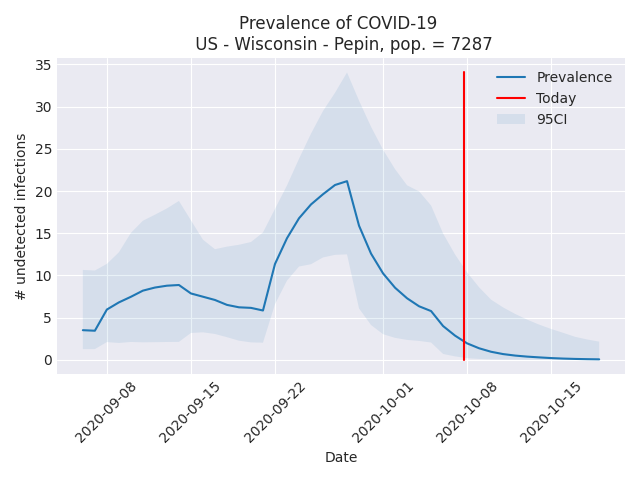 Prevalence of COVID-19
US - Wisconsin - Pepin, pop. = 7287
35
30
25
20
15
10
5
0
# undetected infections
Prevalence
Today
95CI
2020-09-08
2020-09-15
2020-09-22
2020-10-01
2020-10-08
2020-10-15
Date